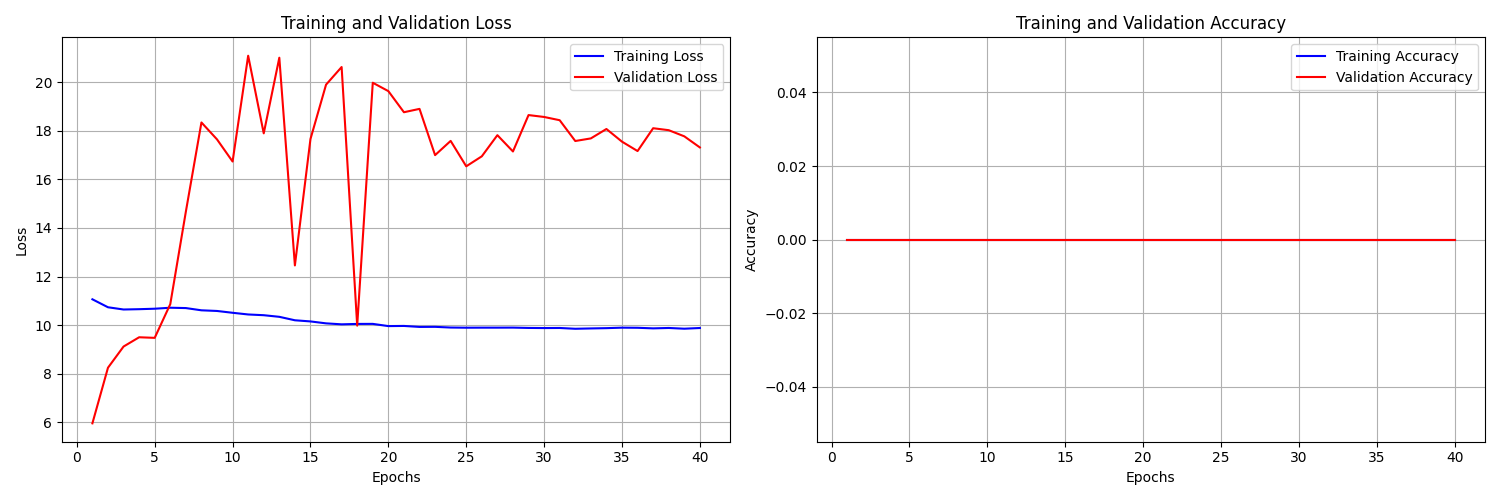 Training and Validation Loss
Training Loss
Validation Loss
20
18
16
14
12
10
8
6
Loss
0 5 10 15 20 25 30 35 40
Epochs
Training and Validation Accuracy
Training Accuracy
Validation Accuracy
0.04
0.02
0.00
−0.02
−0.04
Accuracy
0 5 10 15 20 25 30 35 40
Epochs